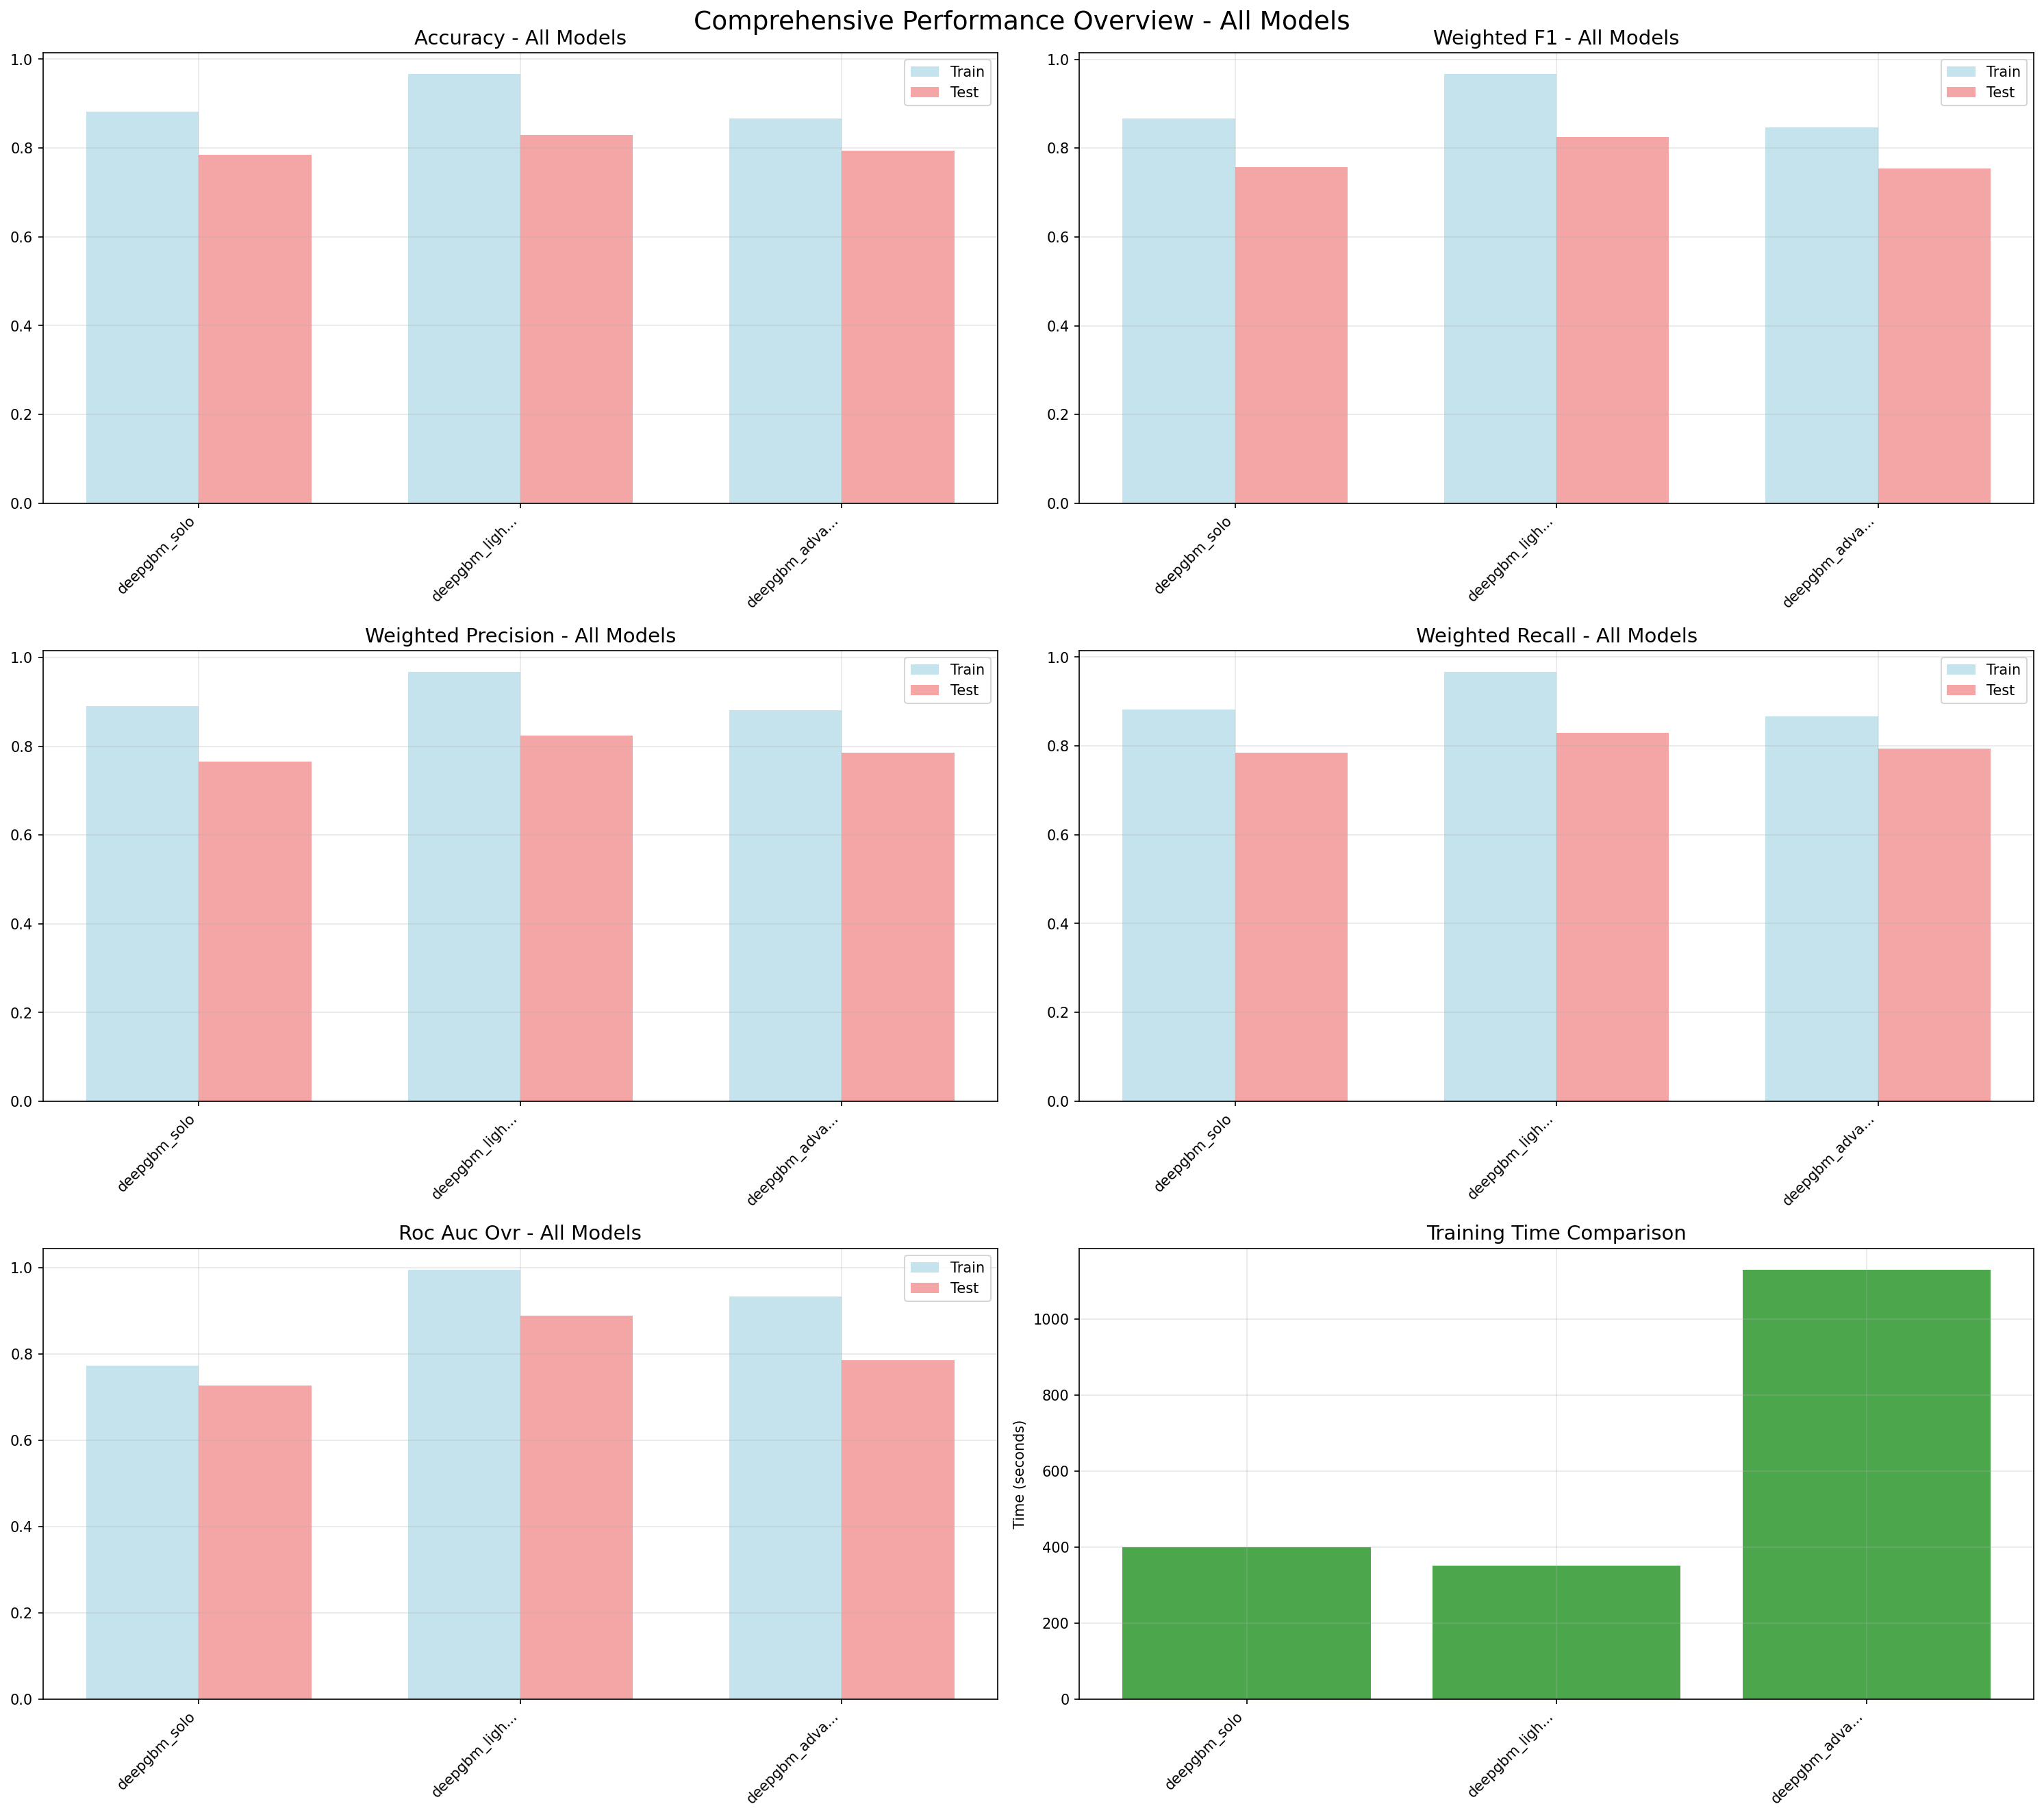 Comprehensive Performance Overview - All Models
Accuracy - All Models
1.0
0.8
0.6
0.4
0.2
0.0
Train
Test
deepgbm_solo
deepgbm_ligh...
deepgbm_adva...
Weighted F1 - All Models
1.0
0.8
0.6
0.4
0.2
0.0
Train
Test
deepgbm_solo
deepgbm_ligh...
deepgbm_adva...
Weighted Precision - All Models
1.0
0.8
0.6
0.4
0.2
0.0
Train
Test
deepgbm_solo
deepgbm_ligh...
deepgbm_adva...
Weighted Recall - All Models
1.0
0.8
0.6
0.4
0.2
0.0
Train
Test
deepgbm_solo
deepgbm_ligh...
deepgbm_adva...
Roc Auc Ovr - All Models
1.0
0.8
0.6
0.4
0.2
0.0
Train
Test
deepgbm_solo
deepgbm_ligh...
deepgbm_adva...
Training Time Comparison
Time (seconds)
1000
800
600
400
200
0
deepgbm_solo
deepgbm_ligh...
deepgbm_adva...